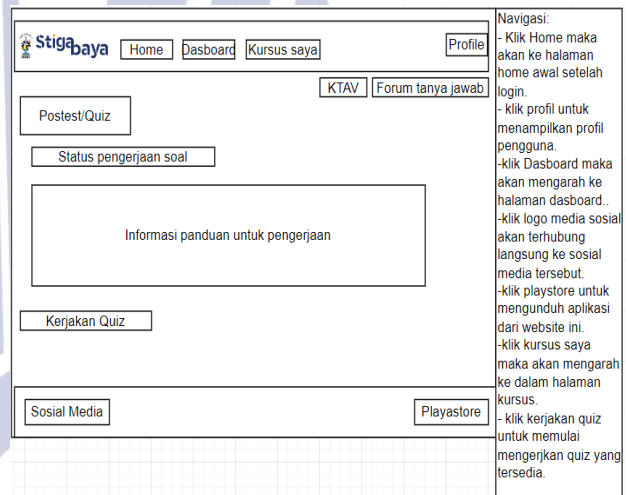 Stigabaya
Home
Dasboard
Kursus saya
Profile
KTAV
Forum tanya jawab
Postest/Quiz
Status pengerjaan soal
Informasi panduan untuk pengerjaan
Kerjakan Quiz
Sosial Media
Playastore
Navigasi:
- Klik Home maka
akan ke halaman
home awal setelah
login.
- klik profil untuk
menampilkan profil
pengguna.
-klik Dasboard maka
akan mengarah ke
halaman dasboard..
-klik logo media sosial
akan terhubung
langsung ke sosial
media tersebut.
-klik playstore untuk
mengunduh aplikasi
dari website ini.
-klik kursus saya
maka akan mengarah
ke dalam halaman
kursus.
- klik kerjakan quiz
untuk memulai
mengerjkan quiz yang
tersedia.